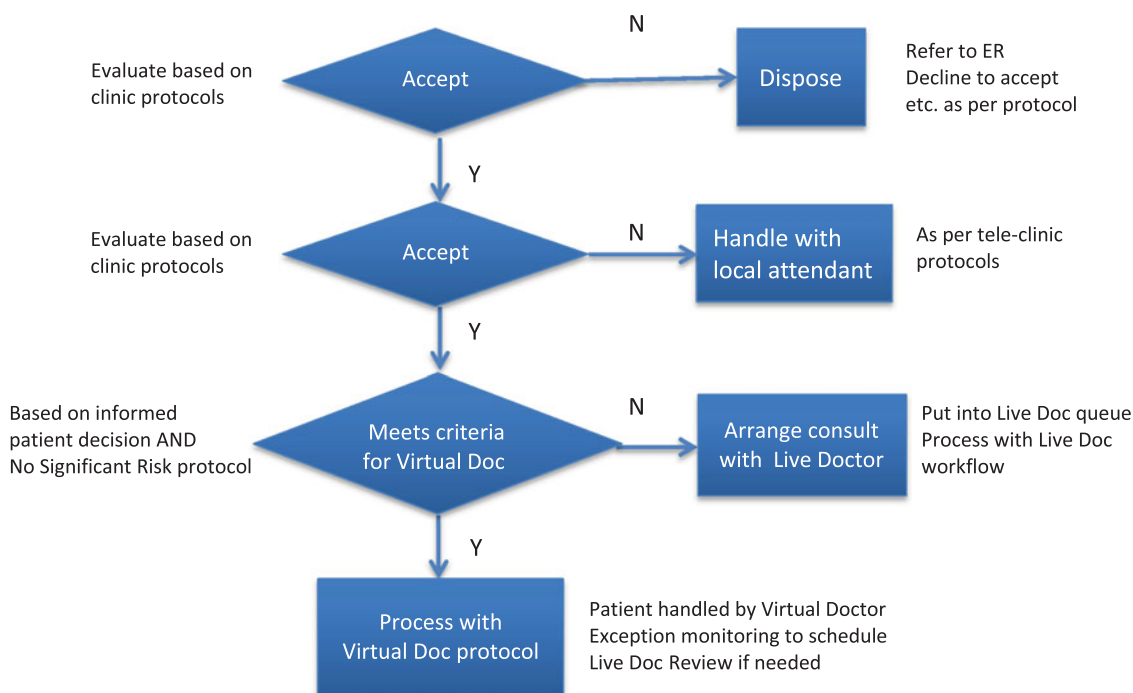 N
Evaluate based on
clinic protocols
Accept
Dispose
Refer to ER
Decline to accept
etc. as per protocol
Y
Evaluate based on
clinic protocols
Accept
N
Handle with
local attendant
As per tele-clinic
protocols
Y
Based on informed
patient decision AND
No Significant Risk protocol
Meets criteria
for Virtual Doc
N
Arrange consult
with Live Doctor
Put into Live Doc queue
Process with Live Doc
workflow
Y
Process with
Virtual Doc protocol
Patient handled by Virtual Doctor
Exception monitoring to schedule
Live Doc Review if needed